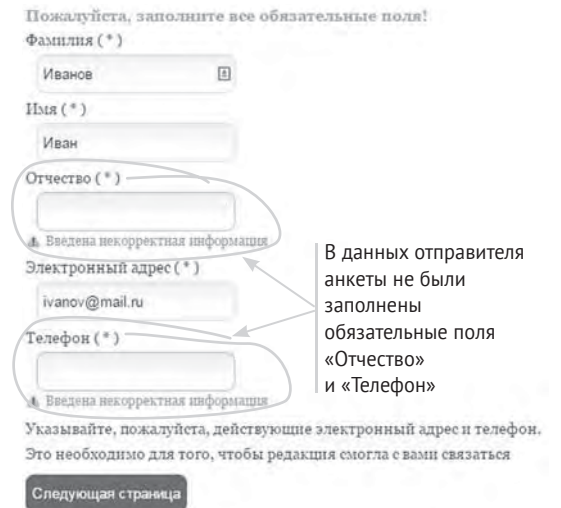 Пожалуйста, заполните все обязательные поля!
Фамилия ( * )
Иванов
Имя ( * )
Иван
Отчество ( * )
Введена некорректная информация
Электронный адрес ( * )
ivanov@mail.ru
Телефон ( * )
Введена некорректная информация
В данных отправителя
анкеты не были
заполнены
обязательные поля
«Отчество»
и «Телефон»
Указывайте, пожалуйста, действующие электронный адрес и телефон.
Это необходимо для того, чтобы редакция смогла с вами связаться
Следующая страница